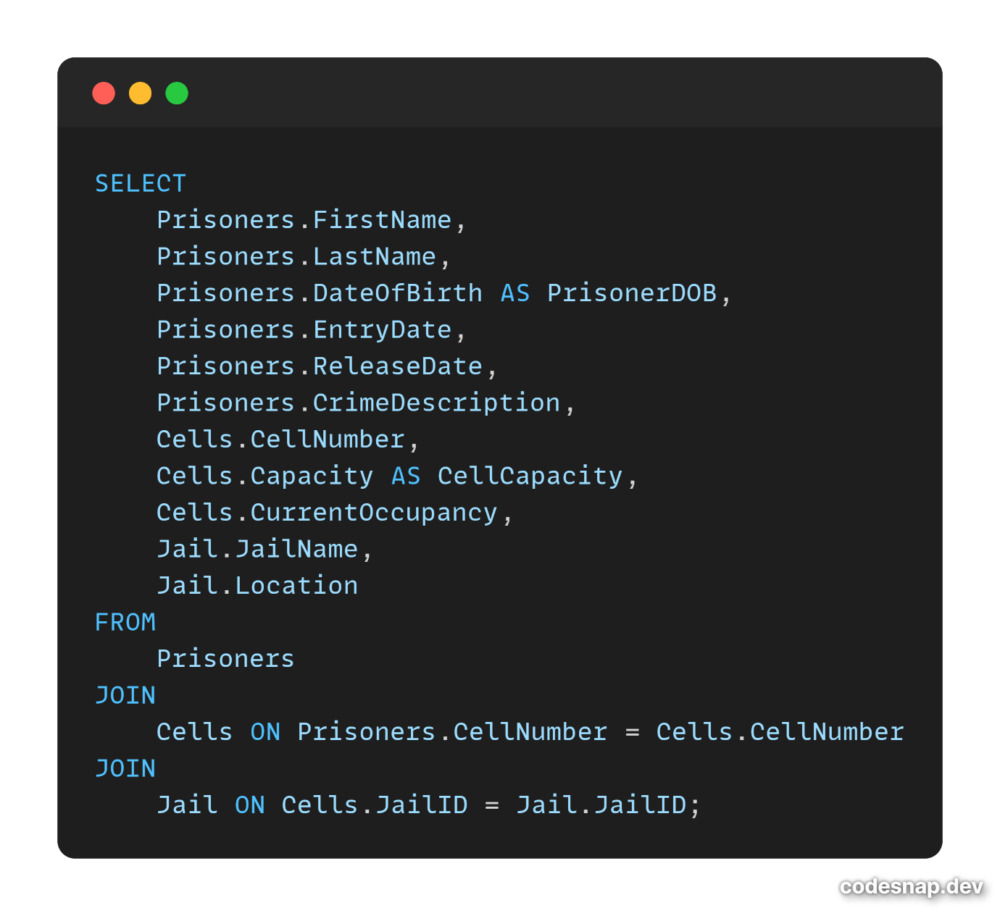 SELECT
    Prisoners.FirstName,
    Prisoners.LastName,
    Prisoners.DateOfBirth AS PrisonerDOB,
    Prisoners.EntryDate,
    Prisoners.ReleaseDate,
    Prisoners.CrimeDescription,
    Cells.CellNumber,
    Cells.Capacity AS CellCapacity,
    Cells.CurrentOccupancy,
    Jail.JailName,
    Jail.Location
FROM
    Prisoners
JOIN
    Cells ON Prisoners.CellNumber = Cells.CellNumber
JOIN
    Jail ON Cells.JailID = Jail.JailID;
codesnap.dev